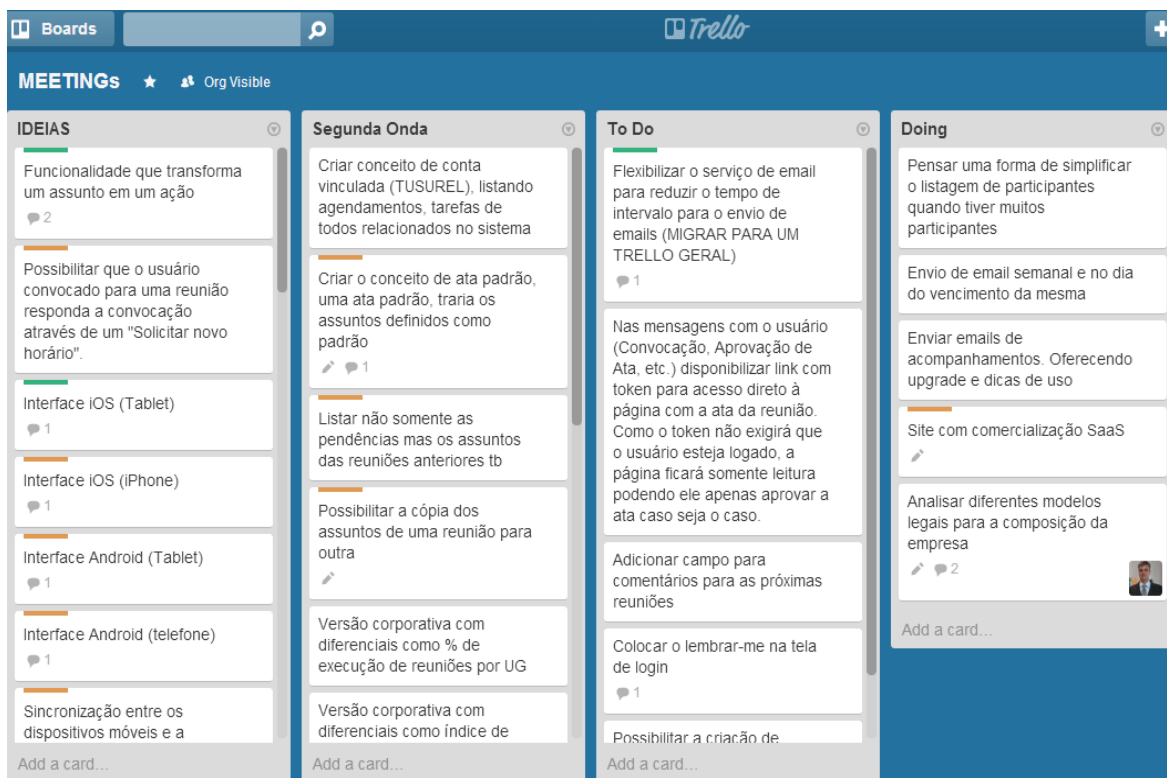 Boards
Trello
MEETINGs
Org Visible
IDEIAS
Funcionalidade que transforma
um assunto em um ação
2
Possibilitar que o usuário
convocado para uma reunião
responda a convocação
através de um "Solicitar novo
horário".
Interface iOS (Tablet)
1
Interface iOS (iPhone)
1
Interface Android (Tablet)
1
Interface Android (telefone)
1
Sincronização entre os
dispositivos móveis e a
Add a card...
Segunda Onda
Criar conceito de conta
vinculada (TUSUREL), listando
agendamentos, tarefas de
todos relacionados no sistema
Criar o conceito de ata padrão,
uma ata padrão, traria os
assuntos definidos como
padrão
1
Listar não somente as
pendências mas os assuntos
das reuniões anteriores tb
Possibilitar a cópia dos
assuntos de uma reunião para
outra
Versão corporativa com
diferenciais como % de
execução de reuniões por UG
Versão corporativa com
diferenciais como índice de
Add a card...
To Do
Flexibilizar o serviço de email
para reduzir o tempo de
intervalo para o envio de
emails (MIGRAR PARA UM
TRELLO GERAL)
1
Nas mensagens com o usuário
(Convocação, Aprovação de
Ata, etc.) disponibilizar link com
token para acesso direto à
página com a ata da reunião.
Como o token não exigirá que
o usuário esteja logado, a
página ficará somente leitura
podendo ele apenas aprovar a
ata caso seja o caso.
Adicionar campo para
comentários para as próximas
reuniões
Colocar o lembrar-me na tela
de login
1
Possibilitar a criação de
Add a card...
Doing
Pensar uma forma de simplificar
o listagem de participantes
quando tiver muitos
participantes
Envio de email semanal e no dia
do vencimento da mesma
Enviar emails de
acompanhamentos. Oferecendo
upgrade e dicas de uso
Site com comercialização SaaS
Analisar diferentes modelos
legais para a composição da
empresa
2
Add a card...